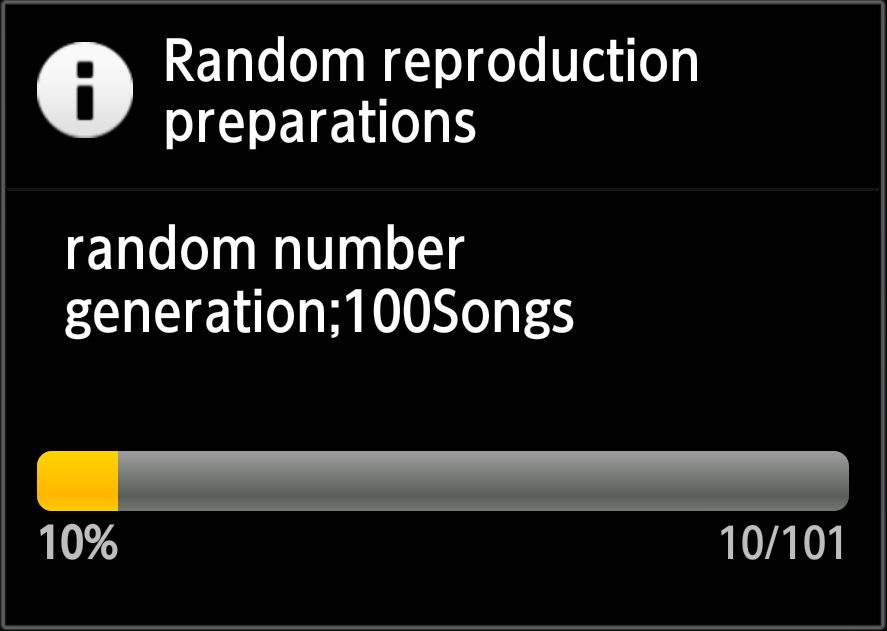 Random reproduction
preparations
random number
generation;100Songs
10%
10/101